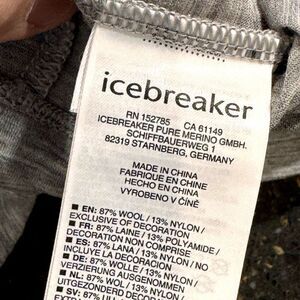 icebreaker
RN 152785 CA 61149
ICEBREAKER PURE MERINO GMBH.
SCHIFFBAUERWEG 1
82319 STARNBERG, GERMANY
MADE IN CHINA
FABRIQUE EN CHINE
HECHO EN CHINA
VYROBENO V ČÍNĚ
■ EN: 87% WOOL / 13% NYLON /
EXCLUSIVE OF DECORATION
■ FR: 87% LAINE / 13% POLYAMIDE /
DECORATION NON COMPRISE
■ ES: 87% LANA / 13% NYLON / NO
INCLUYE LA DECORACIÓN
■ DE: 87% WOLLE / 13% NYLON /
VERZIERUNG AUSGENOMMEN
■ NL: 87% WOL / 13% NYLON /